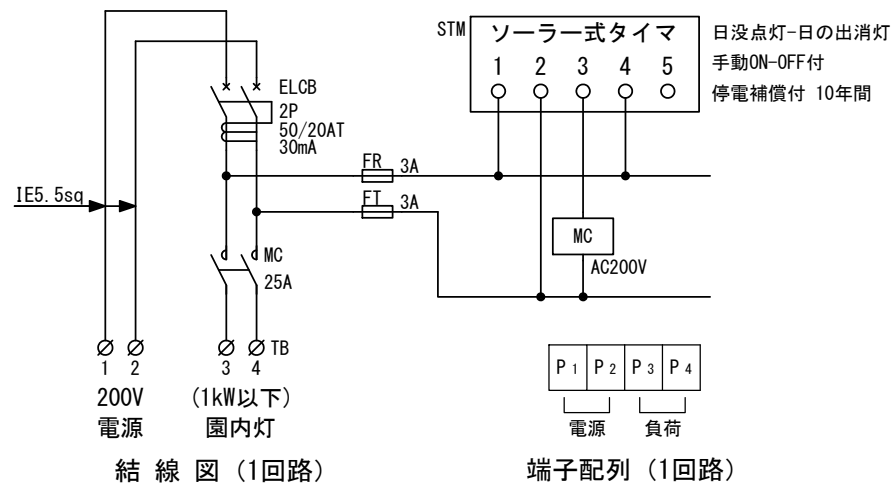 STM
ソーラー式タイマ
1 2 3 4 5
日没点灯-日の出消灯
手動ON-OFF付
停電補償付 10年間
ELCB
2P
50/20AT
30mA
FR 3A
FT 3A
IE5.5sq
MC
25A
MC
AC200V
TB
1 2 3 4
200V
電源
(1kW以下)
園内灯
結 線 図 (1回路)
P1 P2 P3 P4
電源 負荷
端子配列 (1回路)